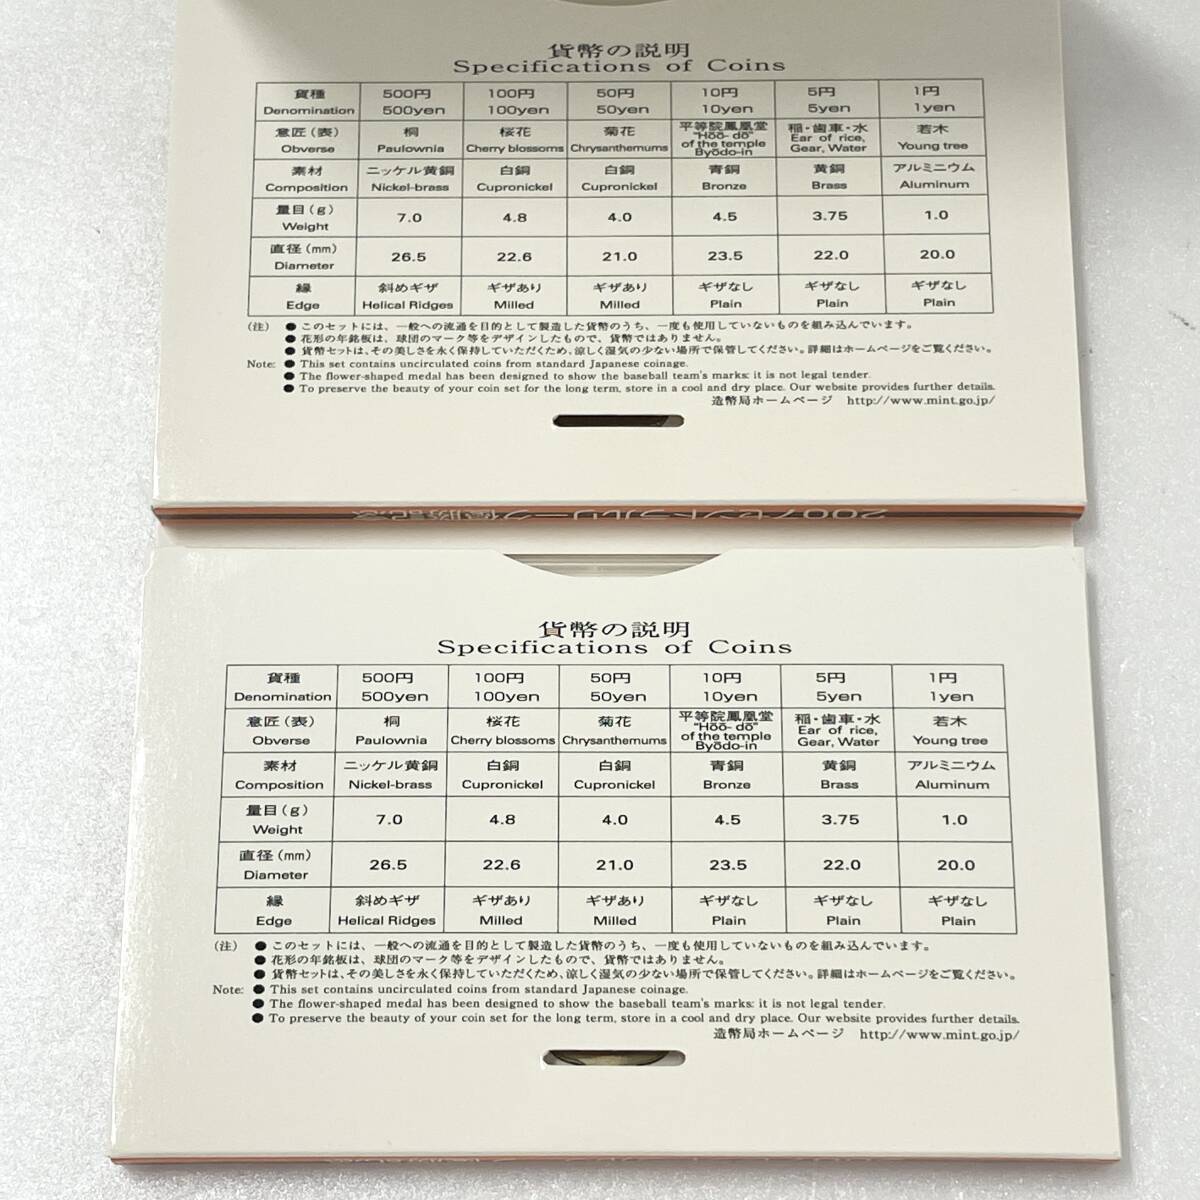 貨幣の説明
Specifications of Coins
貨種 500円 100円 50円 10円 5円 1円
Denomination 500yen 100yen 50yen 10yen 5yen 1yen
意匠(表) 桐 桜花 菊花 平等院鳳凰堂 稲・歯車・水 若木
Obverse Paulownia Cherry blossoms Chrysanthemums "Hōō- dō" of the temple Byōdo-in Ear of rice, Gear, Water Young tree
素材 ニッケル黄銅 白銅 白銅 青銅 黄銅 アルミニウム
Composition Nickel-brass Cupronickel Cupronickel Bronze Brass Aluminum
量目(g)
Weight 7.0 4.8 4.0 4.5 3.75 1.0
直径(mm)
Diameter 26.5 22.6 21.0 23.5 22.0 20.0
縁 斜めギザ ギザあり ギザあり ギザなし ギザなし ギザなし
Edge Helical Ridges Milled Milled Plain Plain Plain
(注) ● このセットには、一般への流通を目的として製造した貨幣のうち、一度も使用していないものを組み込んでいます。
● 花形の年銘板は、球団のマーク等をデザインしたもので、貨幣ではありません。
● 貨幣セットは、その美しさを永く保持していただくため、涼しく湿気の少ない場所で保管してください。詳細はホームページをご覧ください。
Note: ● This set contains uncirculated coins from standard Japanese coinage.
● The flower-shaped medal has been designed to show the baseball team's marks: it is not legal tender.
● To preserve the beauty of your coin set for the long term, store in a cool and dry place. Our website provides further details.
造幣局ホームページ http://www.mint.go.jp/
2007セントラルリーグ優勝記念
貨幣の説明
Specifications of Coins
貨種 500円 100円 50円 10円 5円 1円
Denomination 500yen 100yen 50yen 10yen 5yen 1yen
意匠(表) 桐 桜花 菊花 平等院鳳凰堂 稲・歯車・水 若木
Obverse Paulownia Cherry blossoms Chrysanthemums "Hōō- dō" of the temple Byōdo-in Ear of rice, Gear, Water Young tree
素材 ニッケル黄銅 白銅 白銅 青銅 黄銅 アルミニウム
Composition Nickel-brass Cupronickel Cupronickel Bronze Brass Aluminum
量目(g)
Weight 7.0 4.8 4.0 4.5 3.75 1.0
直径(mm)
Diameter 26.5 22.6 21.0 23.5 22.0 20.0
縁 斜めギザ ギザあり ギザあり ギザなし ギザなし ギザなし
Edge Helical Ridges Milled Milled Plain Plain Plain
(注) ● このセットには、一般への流通を目的として製造した貨幣のうち、一度も使用していないものを組み込んでいます。
● 花形の年銘板は、球団のマーク等をデザインしたもので、貨幣ではありません。
● 貨幣セットは、その美しさを永く保持していただくため、涼しく湿気の少ない場所で保管してください。詳細はホームページをご覧ください。
Note: ● This set contains uncirculated coins from standard Japanese coinage.
● The flower-shaped medal has been designed to show the baseball team's marks: it is not legal tender.
● To preserve the beauty of your coin set for the long term, store in a cool and dry place. Our website provides further details.
造幣局ホームページ http://www.mint.go.jp/